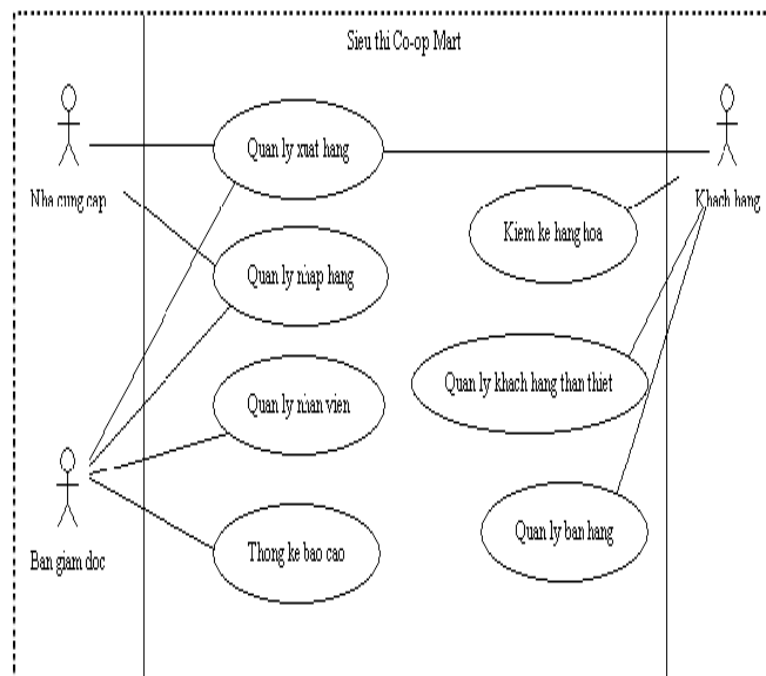 Sieu thi Co-op Mart
Quan ly xuat hang
Nha cung cap
Khach hang
Kiem ke hang hoa
Quan ly nhap hang
Quan ly khach hang than thiet
Quan ly nhan vien
Quan ly ban hang
Thong ke bao cao
Ban giam doc